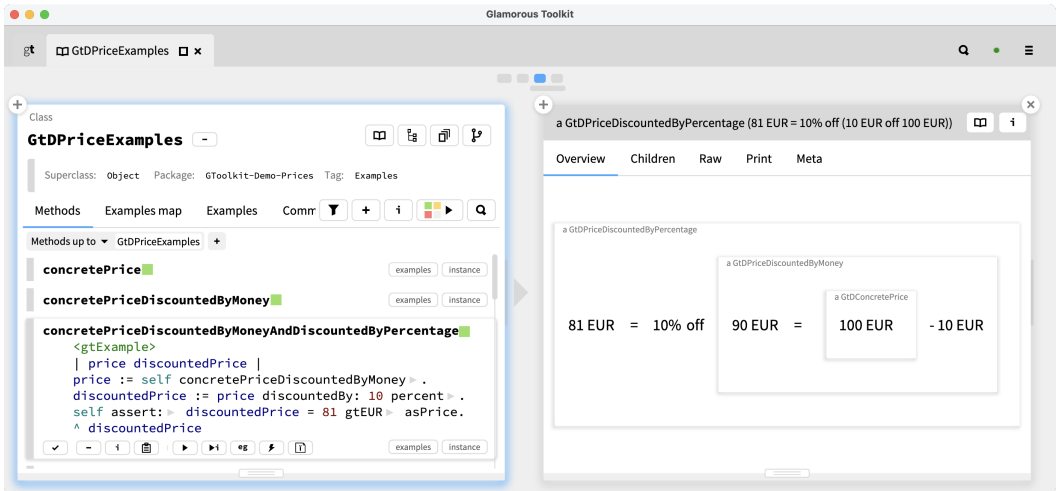 Glamorous Toolkit
gt GtDPriceExamples
Class
GtDPriceExamples
Superclass: Object Package: GToolkit-Demo-Prices Tag: Examples
Methods Examples map Examples Comm
Methods up to GtDPriceExamples +
concretePrice examples instance
concretePriceDiscountedByMoney examples instance
concretePriceDiscountedByMoneyAndDiscountedByPercentage
<gtExample>
| price discountedPrice |
price := self concretePriceDiscountedByMoney .
discountedPrice := price discountedBy: 10 percent .
self assert: discountedPrice = 81 gtEUR asPrice.
^ discountedPrice
i eg examples instance
a GtDPriceDiscountedByPercentage (81 EUR = 10% off (10 EUR off 100 EUR)) i
Overview Children Raw Print Meta
a GtDPriceDiscountedByPercentage
a GtDPriceDiscountedByMoney
a GtDConcretePrice
81 EUR = 10% off 90 EUR = 100 EUR - 10 EUR